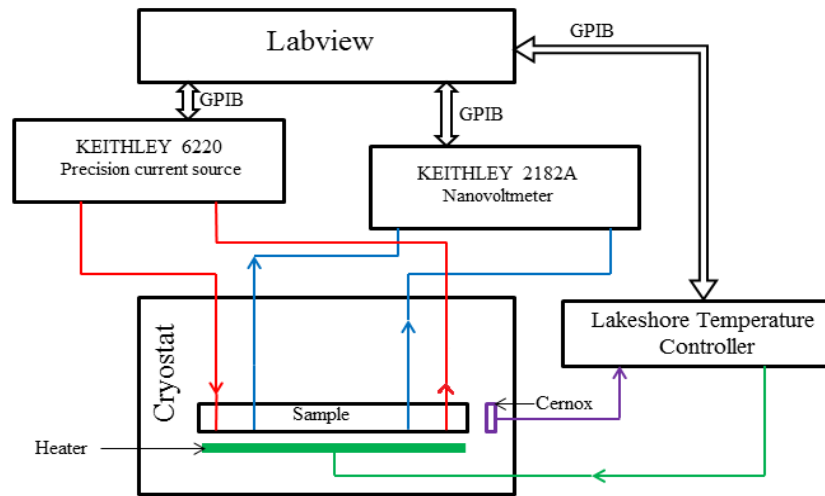 Labview
GPIB
GPIB
GPIB
KEITHLEY 6220
Precision current source
KEITHLEY 2182A
Nanovoltmeter
Lakeshore Temperature
Controller
Cryostat
Sample
Cernox
Heater